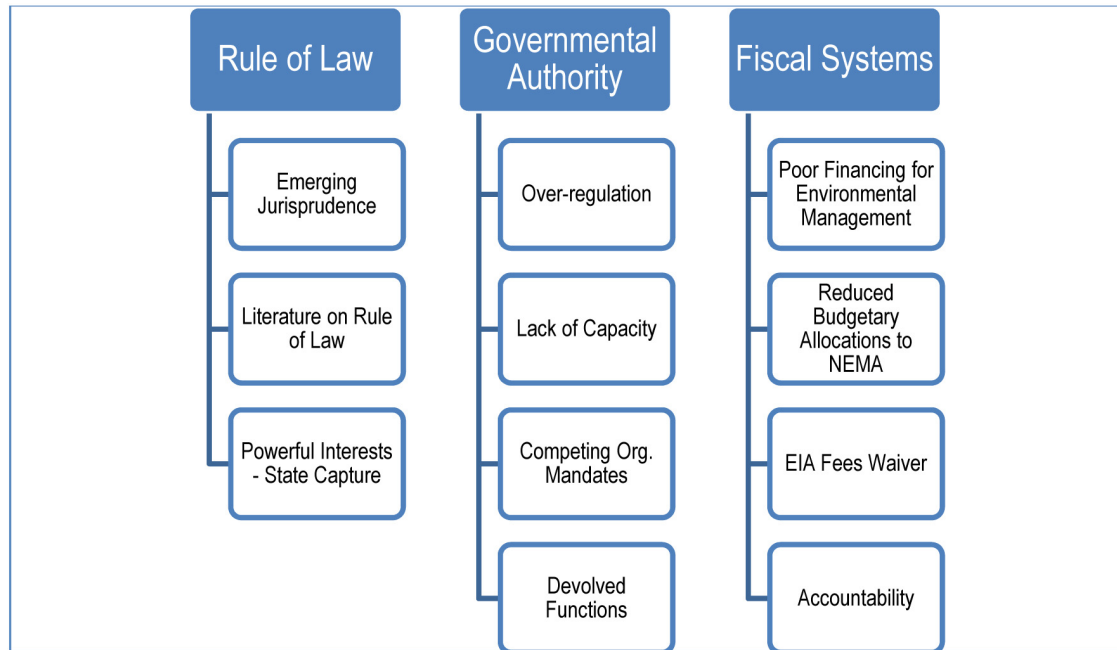 Rule of Law
Emerging
Jurisprudence
Literature on Rule
of Law
Powerful Interests
- State Capture
Governmental
Authority
Over-regulation
Lack of Capacity
Competing Org.
Mandates
Devolved
Functions
Fiscal Systems
Poor Financing for
Environmental
Management
Reduced
Budgetary
Allocations to
NEMA
EIA Fees Waiver
Accountability